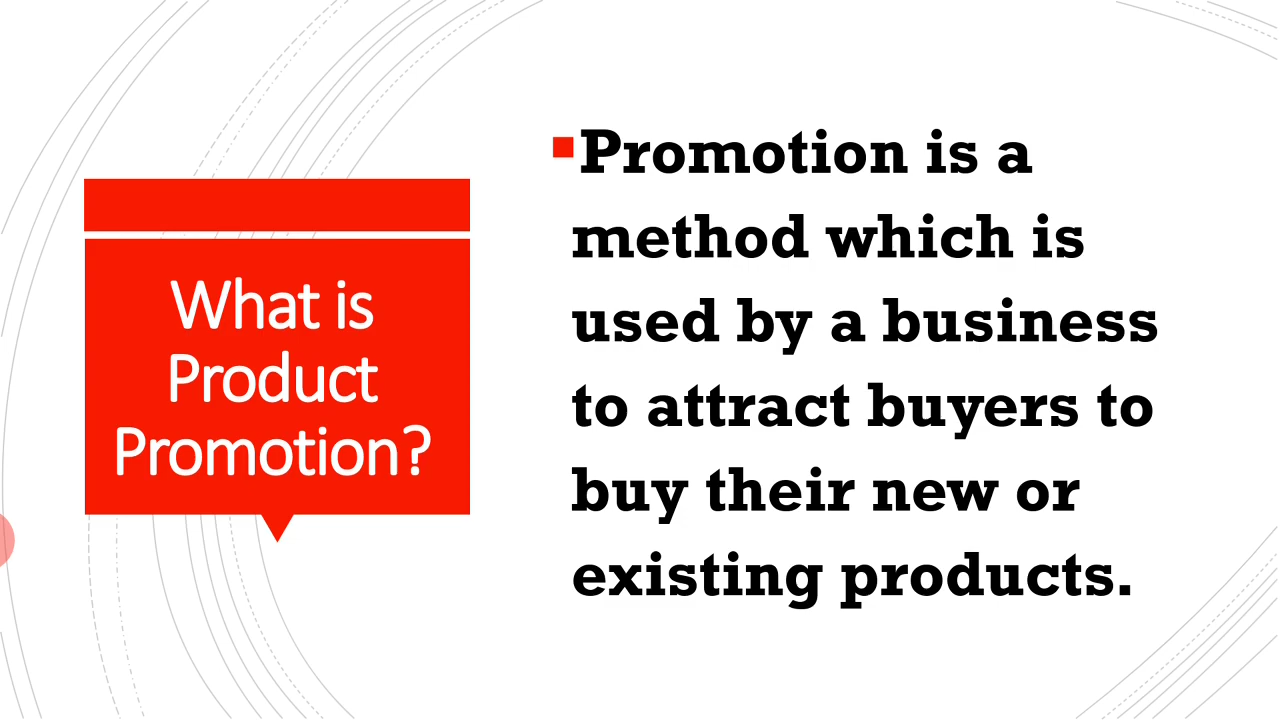 What is
Product
Promotion?
Promotion is a
method which is
used by a business
to attract buyers to
buy their new or
existing products.